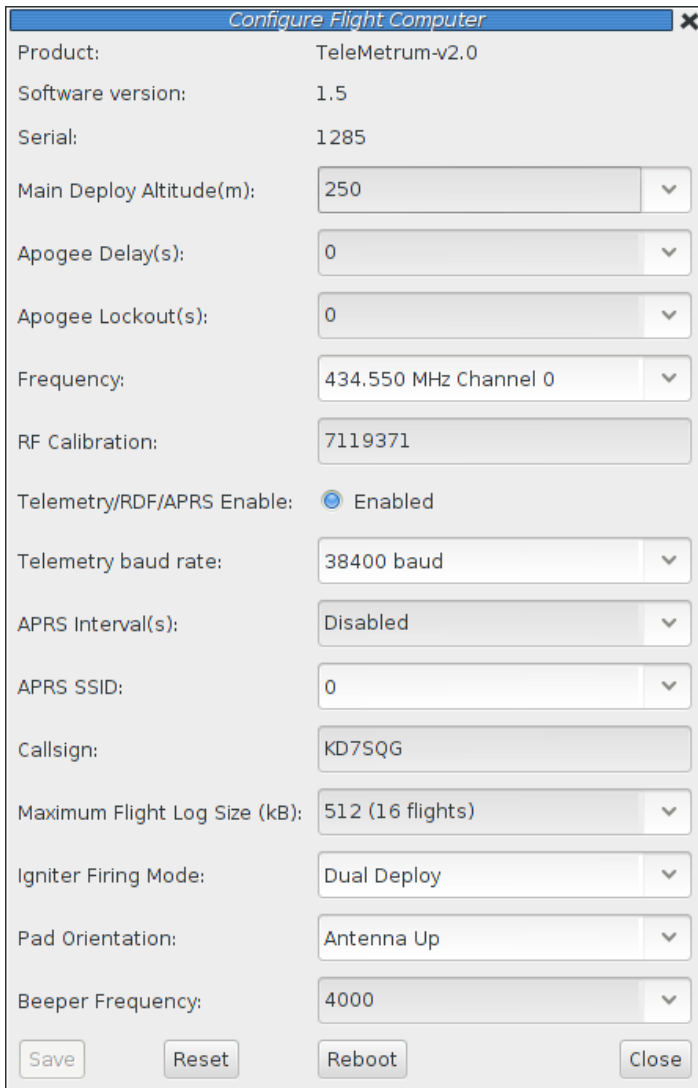 Configure Flight Computer
Product: TeleMetrum-v2.0
Software version: 1.5
Serial: 1285
Main Deploy Altitude(m): 250
Apogee Delay(s): 0
Apogee Lockout(s): 0
Frequency: 434.550 MHz Channel 0
RF Calibration: 7119371
Telemetry/RDF/APRS Enable: Enabled
Telemetry baud rate: 38400 baud
APRS Interval(s): Disabled
APRS SSID: 0
Callsign: KD7SQG
Maximum Flight Log Size (kB): 512 (16 flights)
Igniter Firing Mode: Dual Deploy
Pad Orientation: Antenna Up
Beeper Frequency: 4000
Save Reset Reboot Close